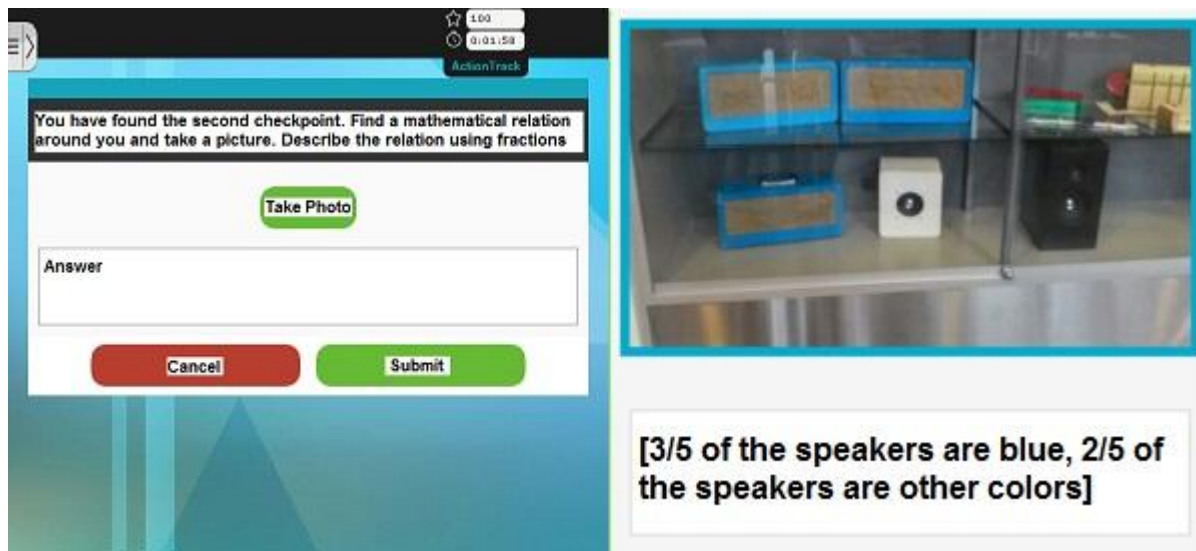 100
0:01:58
ActionTrack
You have found the second checkpoint. Find a mathematical relation
around you and take a picture. Describe the relation using fractions
Take Photo
Answer
Cancel
Submit
[3/5 of the speakers are blue, 2/5 of
the speakers are other colors]